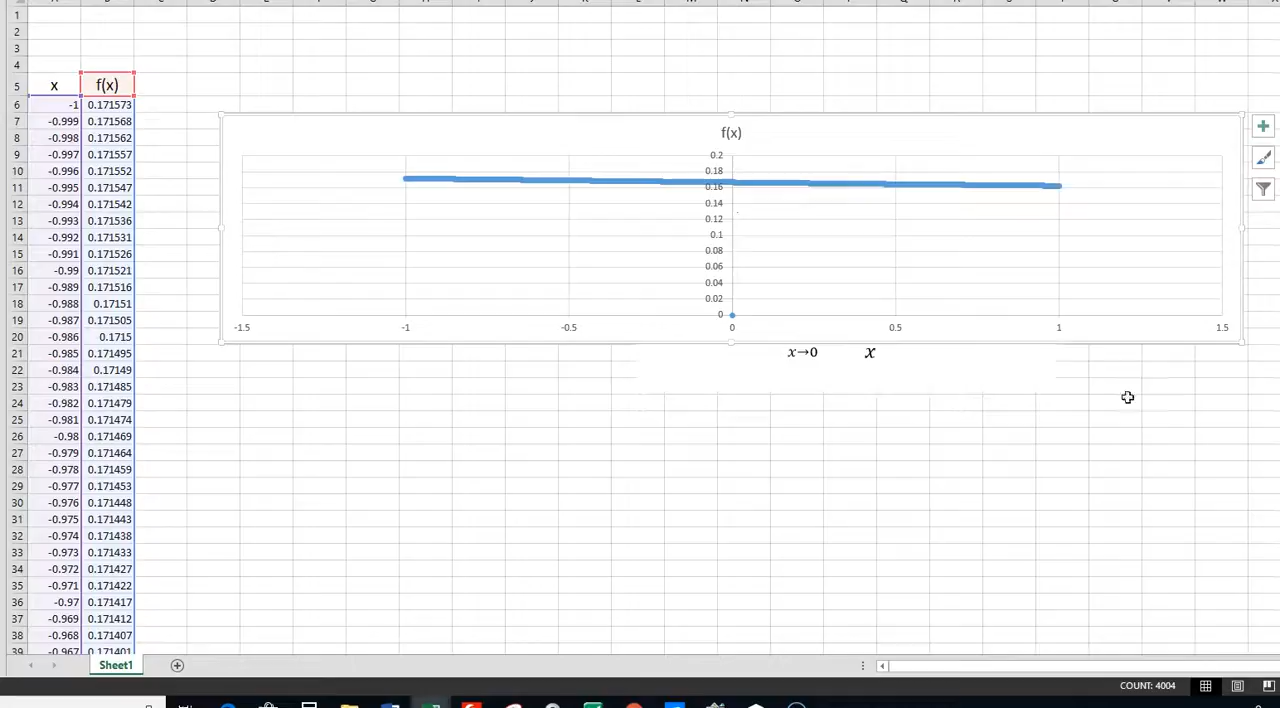 1
2
3
4
5 x f(x)
6 -1 0.171573
7 -0.999 0.171568
8 -0.998 0.171562
9 -0.997 0.171557
10 -0.996 0.171552
11 -0.995 0.171547
12 -0.994 0.171542
13 -0.993 0.171536
14 -0.992 0.171531
15 -0.991 0.171526
16 -0.99 0.171521
17 -0.989 0.171516
18 -0.988 0.17151
19 -0.987 0.171505
20 -0.986 0.1715
21 -0.985 0.171495
22 -0.984 0.17149
23 -0.983 0.171485
24 -0.982 0.171479
25 -0.981 0.171474
26 -0.98 0.171469
27 -0.979 0.171464
28 -0.978 0.171459
29 -0.977 0.171453
30 -0.976 0.171448
31 -0.975 0.171443
32 -0.974 0.171438
33 -0.973 0.171433
34 -0.972 0.171427
35 -0.971 0.171422
36 -0.97 0.171417
37 -0.969 0.171412
38 -0.968 0.171407
39 -0.967 0.171401
f(x)
0.2
0.18
0.16
0.14
0.12
0.1
0.08
0.06
0.04
0.02
0
-1.5 -1 -0.5 0 0.5 1 1.5
x→0 x
Sheet1
COUNT: 4004